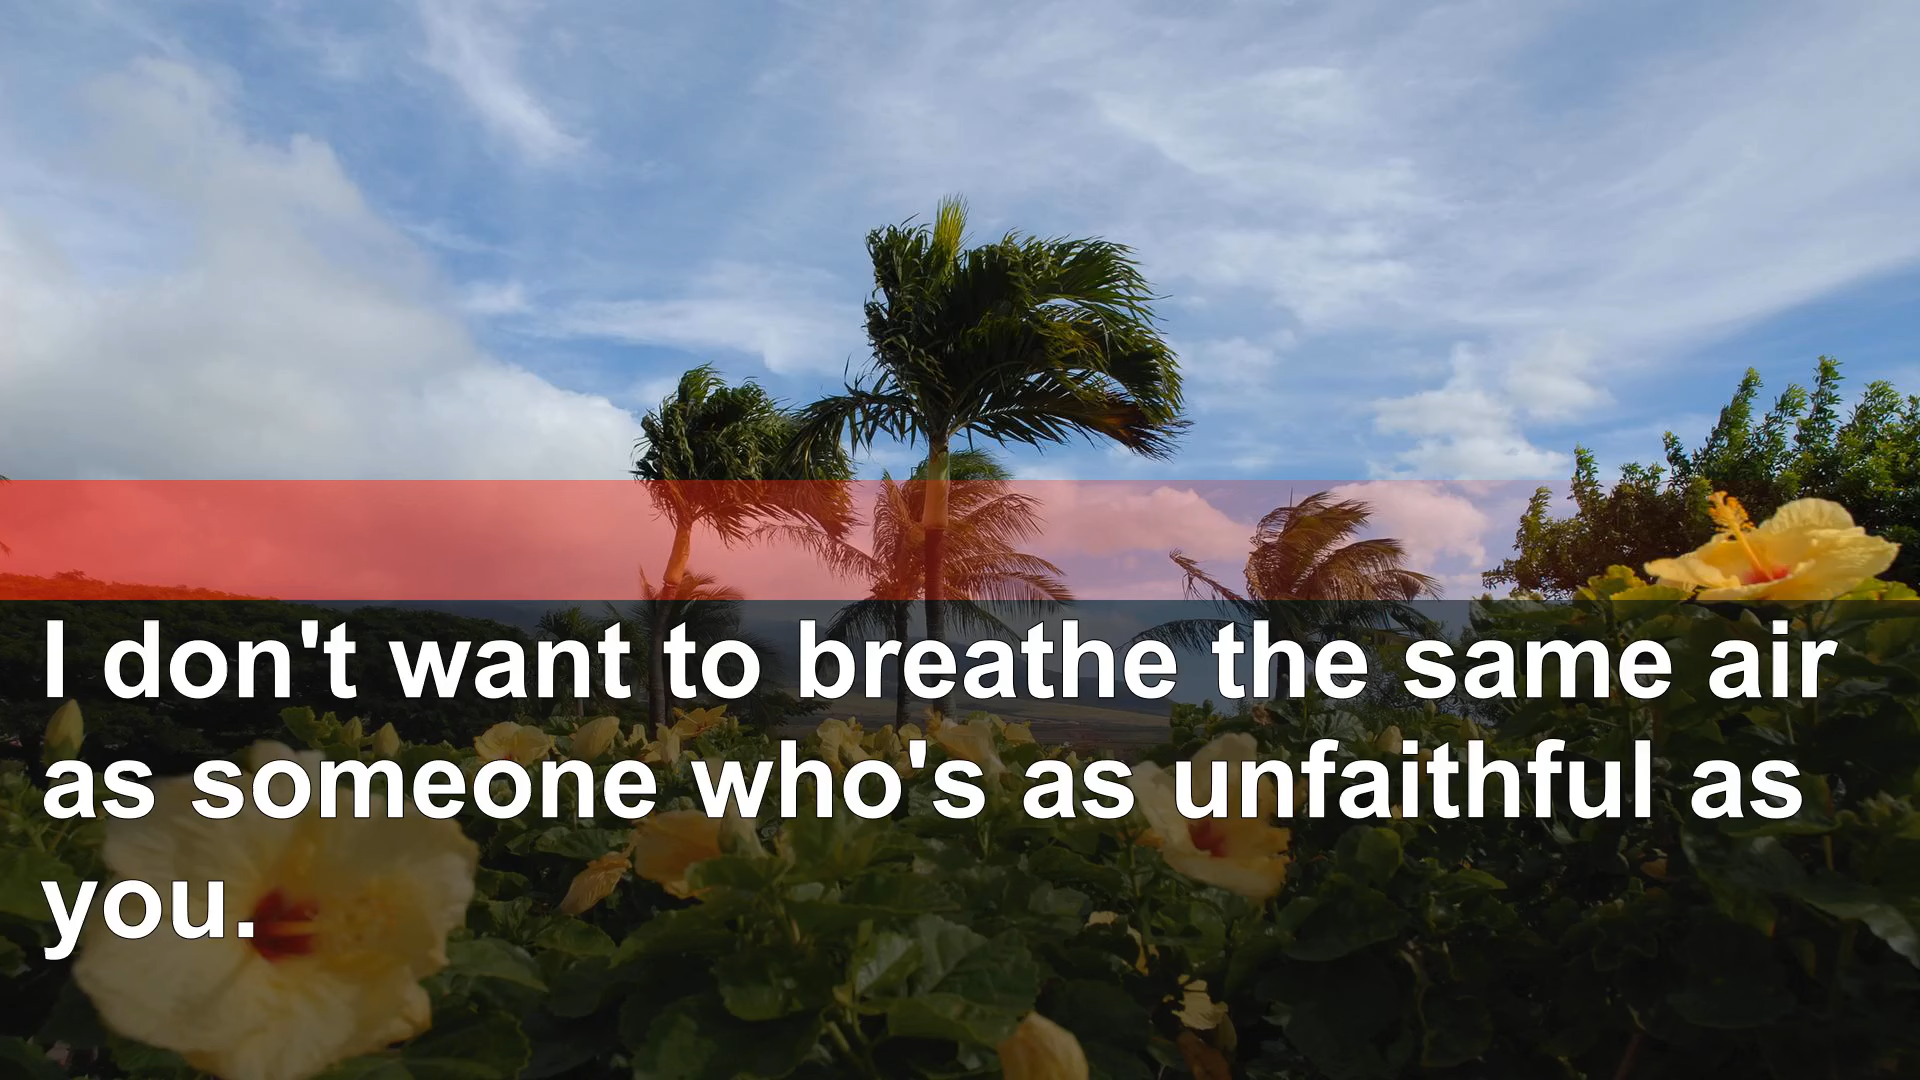 I don't want to breathe the same air
as someone who's as unfaithful as
you.